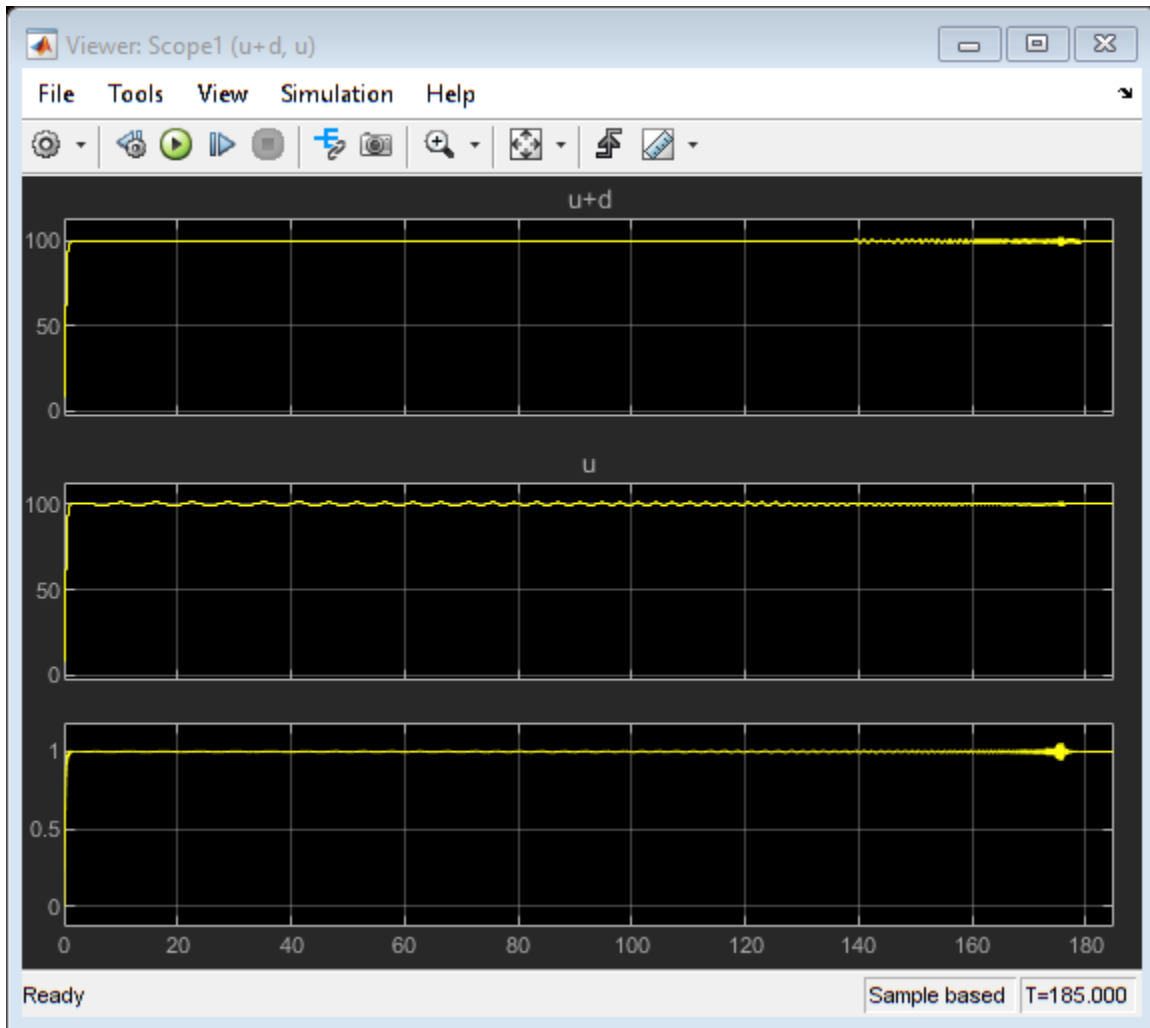 Viewer: Scope1 (u+d, u)
File Tools View Simulation Help
u+d
100
50
0
u
100
50
0
1
0.5
0
0 20 40 60 80 100 120 140 160 180
Ready Sample based T=185.000